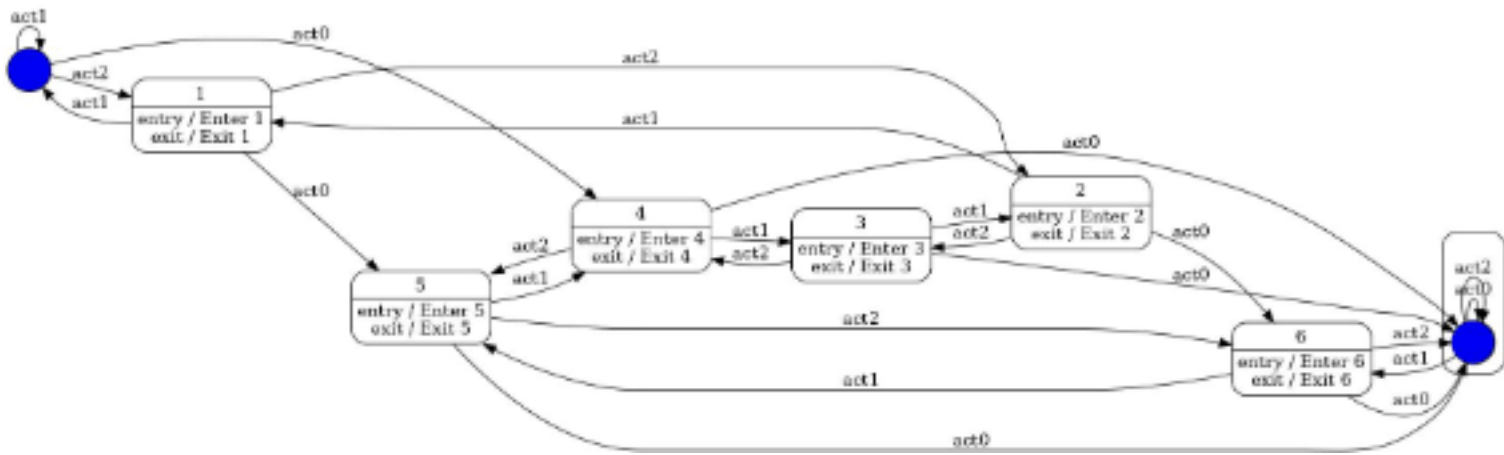 act1
act0
act2
act1
1
entry / Enter 1
exit / Exit 1
act2
act1
act0
act0
4
entry / Enter 4
exit / Exit 4
act1
act2
3
entry / Enter 3
exit / Exit 3
act1
act2
2
entry / Enter 2
exit / Exit 2
act0
act0
act2
act1
5
entry / Enter 5
exit / Exit 5
act2
act1
act0
6
entry / Enter 6
exit / Exit 6
act2
act1
act0
act2
act0